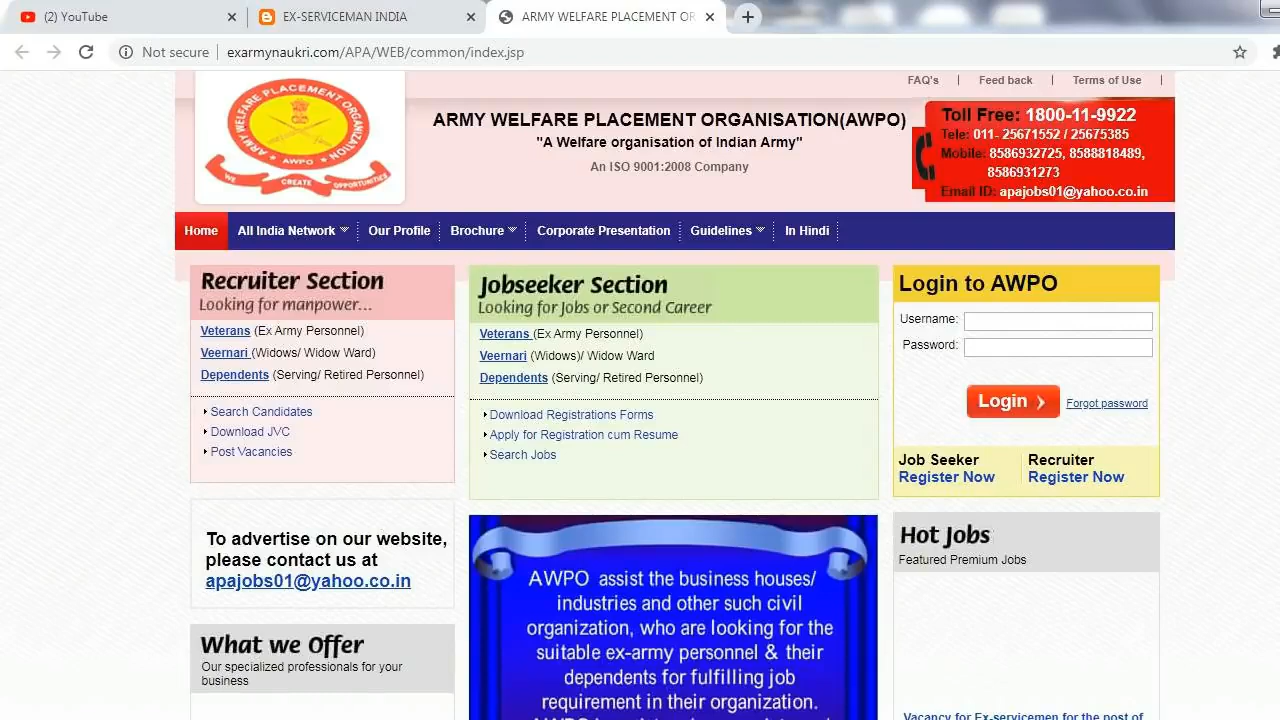 (2) YouTube
EX-SERVICEMAN INDIA
ARMY WELFARE PLACEMENT OR
Not secure
exarmynaukri.com/APA/WEB/common/index.jsp
FAQ's | Feed back | Terms of Use |
ARMY WELFARE PLACEMENT ORGANISATION
AWPO
WE CREATE OPPORTUNITIES
ARMY WELFARE PLACEMENT ORGANISATION(AWPO)
"A Welfare organisation of Indian Army"
An ISO 9001:2008 Company
Toll Free: 1800-11-9922
Tele: 011- 25671552 / 25675385
Mobile: 8586932725, 8588818489,
8586931273
Email ID: apajobs01@yahoo.co.in
Home All India Network Our Profile Brochure Corporate Presentation Guidelines In Hindi
Recruiter Section
Looking for manpower...
Veterans (Ex Army Personnel)
Veernari (Widows/ Widow Ward)
Dependents (Serving/ Retired Personnel)
Search Candidates
Download JVC
Post Vacancies
Jobseeker Section
Looking for Jobs or Second Career
Veterans (Ex Army Personnel)
Veernari (Widows)/ Widow Ward
Dependents (Serving/ Retired Personnel)
Download Registrations Forms
Apply for Registration cum Resume
Search Jobs
Login to AWPO
Username:
Password:
Login
Forgot password
Job Seeker
Register Now
Recruiter
Register Now
To advertise on our website,
please contact us at
apajobs01@yahoo.co.in
What we Offer
Our specialized professionals for your
business
AWPO assist the business houses/
industries and other such civil
organization, who are looking for the
suitable ex-army personnel & their
dependents for fulfilling job
requirement in their organization.
Hot Jobs
Featured Premium Jobs
Vacancy for Ex-servicemen for the post of